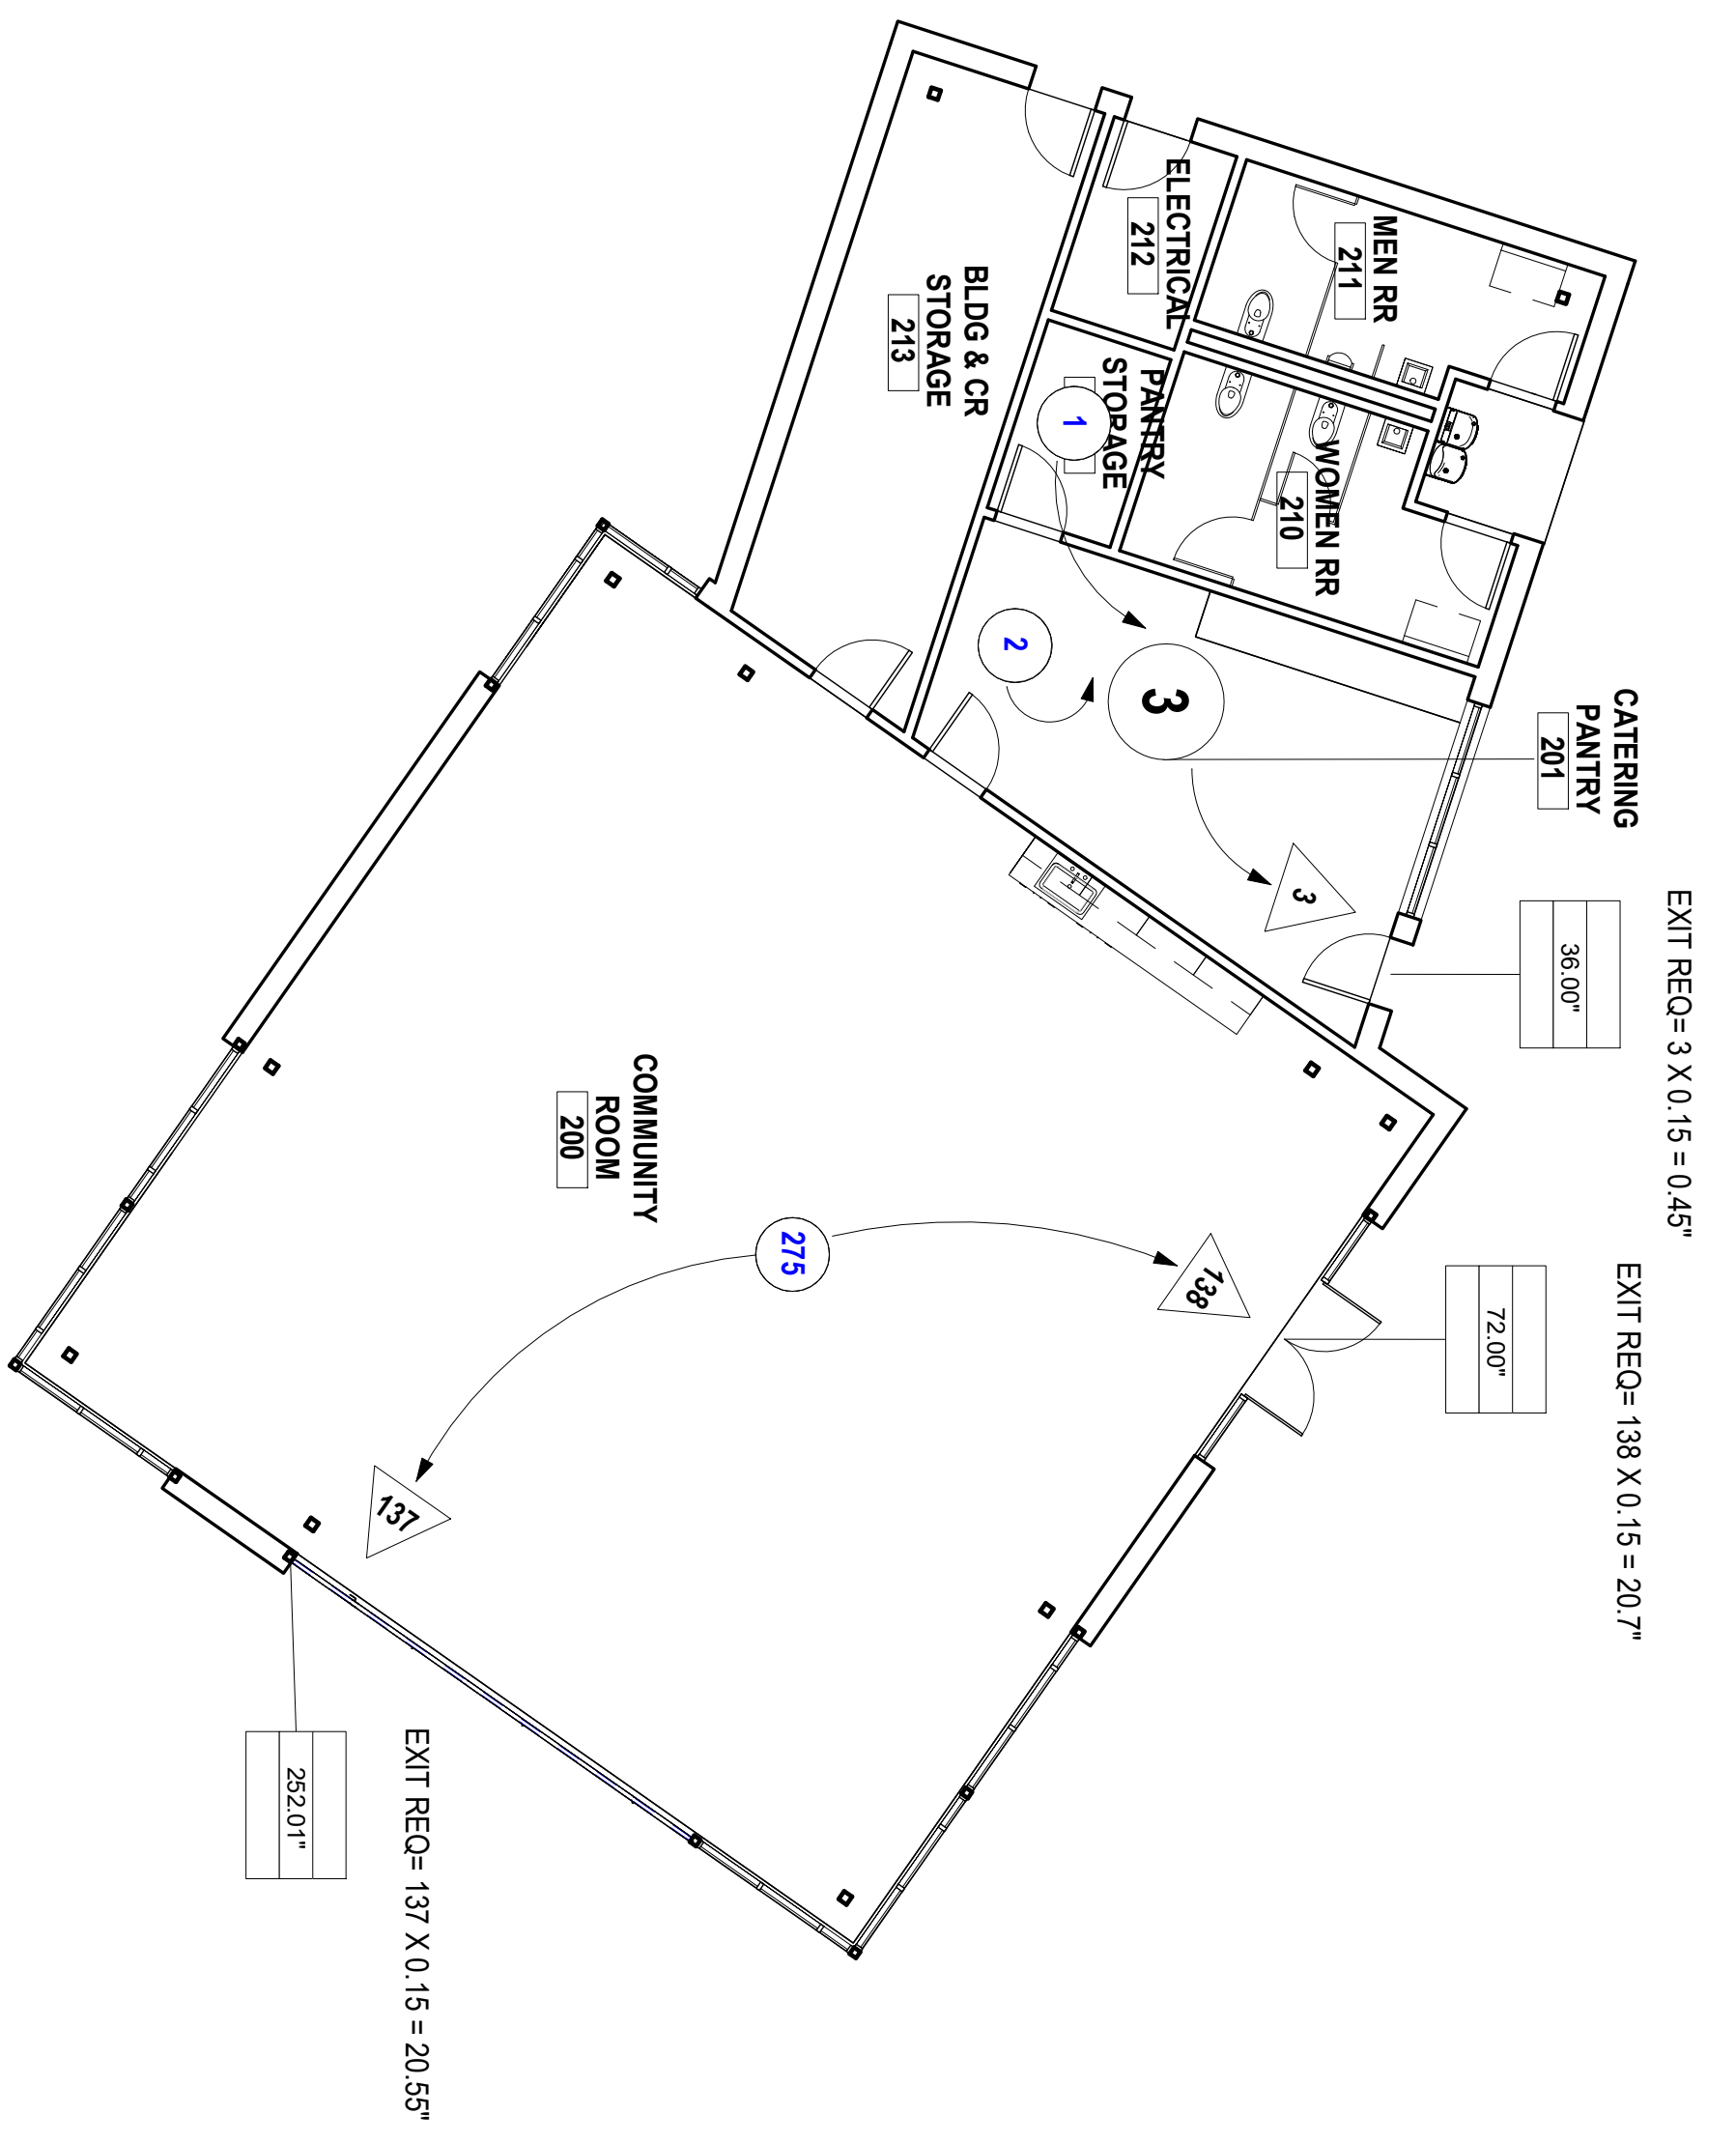 EXIT REQ= 3 X 0.15 = 0.45"
EXIT REQ= 138 X 0.15 = 20.7"
36.00"
72.00"
CATERING
PANTRY
201
MEN RR
211
WOMEN RR
210
ELECTRICAL
212
PANTRY
STORAGE
1
2
3
3
BLDG & CR
STORAGE
213
138
COMMUNITY
ROOM
200
275
137
EXIT REQ= 137 X 0.15 = 20.55"
252.01"